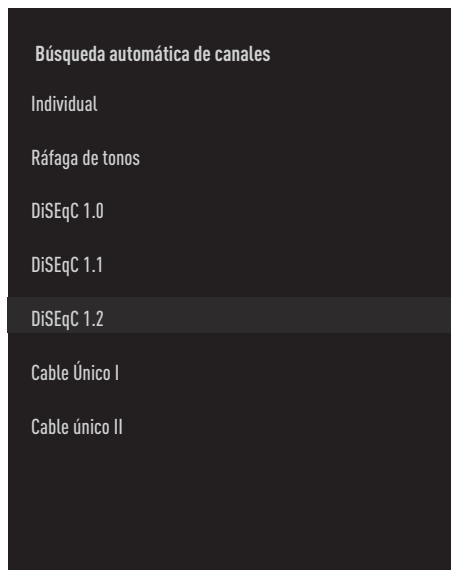 Búsqueda automática de canales
Individual
Ráfaga de tonos
DiSEqC 1.0
DiSEqC 1.1
DiSEqC 1.2
Cable Único I
Cable único II